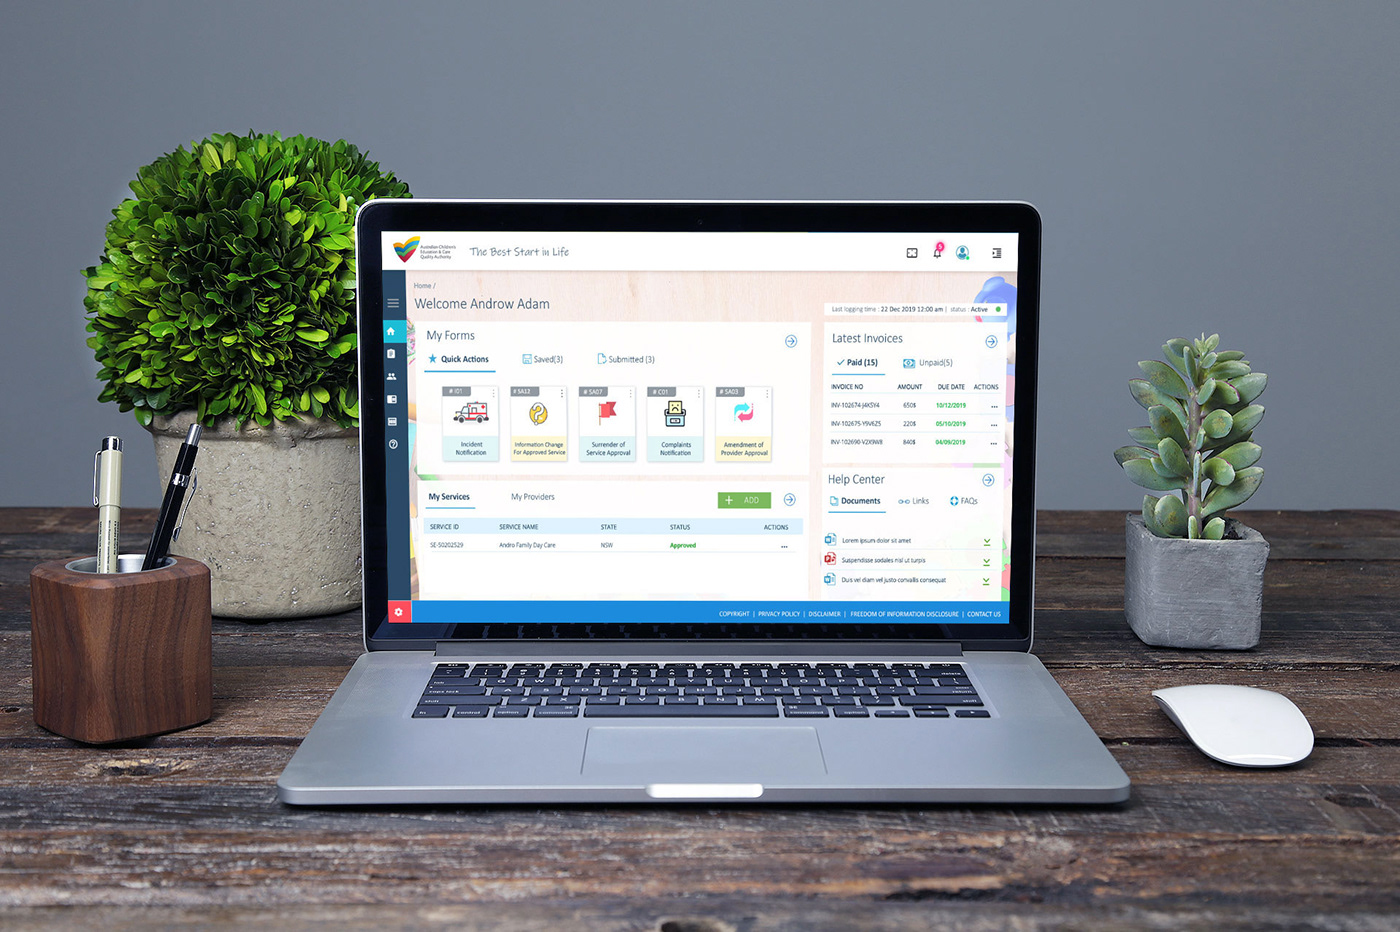 Australian Children's
Education & Care
Quality Authority
The Best Start in Life
5
Home /
Welcome Androw Adam
Last logging time : 22 Dec 2019 12:00 am | status : Active
My Forms
Quick Actions
Saved(3)
Submitted (3)
# I01
# SA13
# SA07
# C01
# SA03
Incident
Notification
Information Change
For Approved Service
Surrender of
Service Approval
Complaints
Notification
Amendment of
Provider Approval
Latest Invoices
Paid (15)
Unpaid(5)
INVOICE NO AMOUNT DUE DATE ACTIONS
INV-102674-J4K5Y4 650$ 10/12/2019 ...
INV-102675-Y9V6Z5 220$ 05/10/2019 ...
INV-102690-V2X9W8 840$ 04/09/2019 ...
My Services
My Providers
+ ADD
SERVICE ID SERVICE NAME STATE STATUS ACTIONS
SE-50202529 Andro Family Day Care NSW Approved ...
Help Center
Documents
Links
FAQs
Lorem ipsum dolor sit amet
Suspendisse sodales nisl ut turpis
Duis vel diam vel justo convallis consequat
COPYRIGHT | PRIVACY POLICY | DISCLAIMER | FREEDOM OF INFORMATION DISCLOSURE | CONTACT US